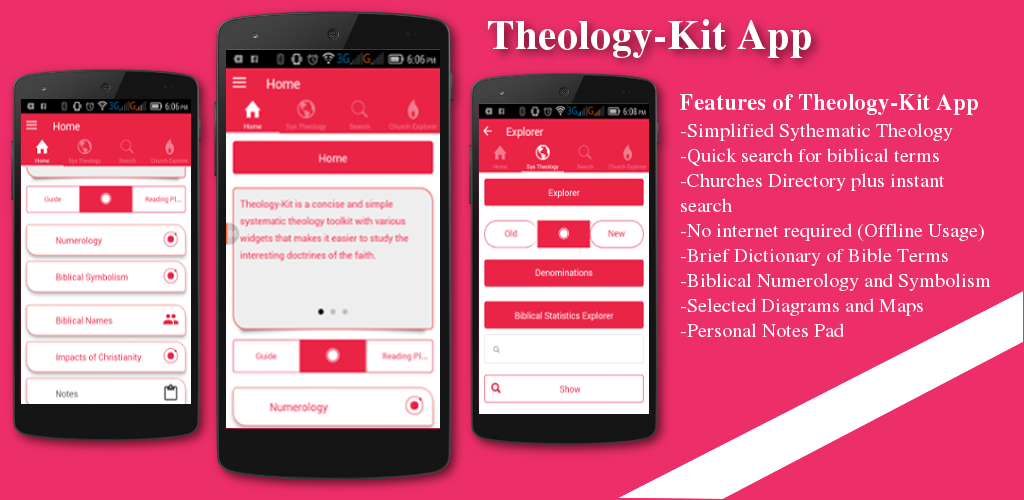 Theology-Kit App
Features of Theology-Kit App
-Simplified Sythematic Theology
-Quick search for biblical terms
-Churches Directory plus instant
search
-No internet required (Offline Usage)
-Brief Dictionary of Bible Terms
-Biblical Numerology and Symbolism
-Selected Diagrams and Maps
-Personal Notes Pad
3G G 6:06 PM
Home
Home Sys Theology Search Church Explorer
Guide Reading Pl...
Numerology
Biblical Symbolism
Biblical Names
Impacts of Christianity
Notes
3G G 6:06 PM
Home
Home Sys Theology Search Church Explorer
Home
Theology-Kit is a concise and simple
systematic theology toolkit with various
widgets that makes it easier to study the
interesting doctrines of the faith.
Guide Reading Pl...
Numerology
3G G 6:08 PM
Explorer
Home Sys Theology Search Church Explorer
Explorer
Old New
Denominations
Biblical Statistics Explorer
Show